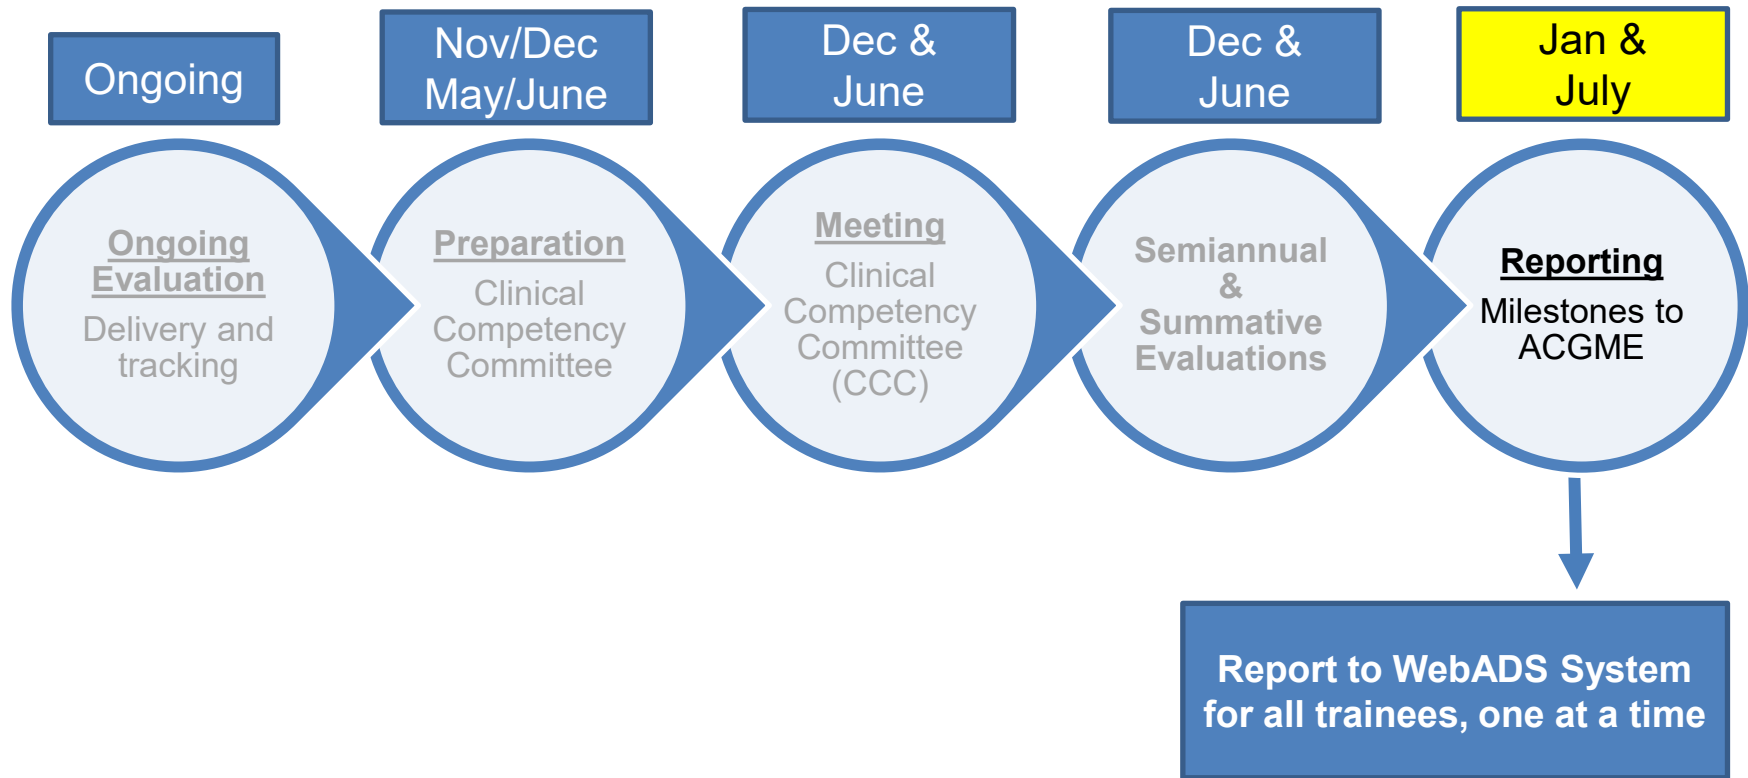 Ongoing
Nov/Dec
May/June
Dec &
June
Dec &
June
Jan &
July
Ongoing
Evaluation
Delivery and
tracking
Preparation
Clinical
Competency
Committee
Meeting
Clinical
Competency
Committee
(CCC)
Semiannual
&
Summative
Evaluations
Reporting
Milestones to
ACGME
Report to WebADS System
for all trainees, one at a time